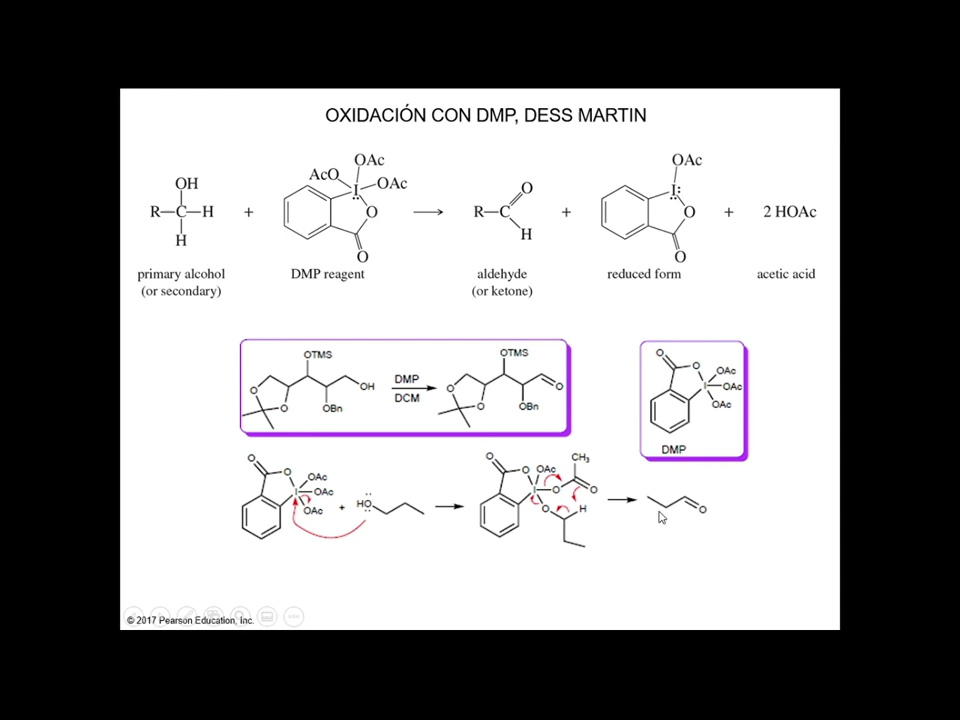 OXIDACIÓN CON DMP, DESS MARTIN
OH
R—C—H
H
+
AcO
OAc
I
OAc
O
O
O
R—C
H
+
OAc
I:
O
O
+
2 HOAc
primary alcohol
(or secondary)
DMP reagent
aldehyde
(or ketone)
reduced form
acetic acid
OTMS
O
O
OH
OBn
DMP
DCM
OTMS
O
O
O
OBn
O
O
OAc
I
OAc
OAc
DMP
O
O
OAc
I
OAc
OAc
+
HO
O
O
OAc
I
O
CH₃
O
O
H
O
© 2017 Pearson Education, Inc.